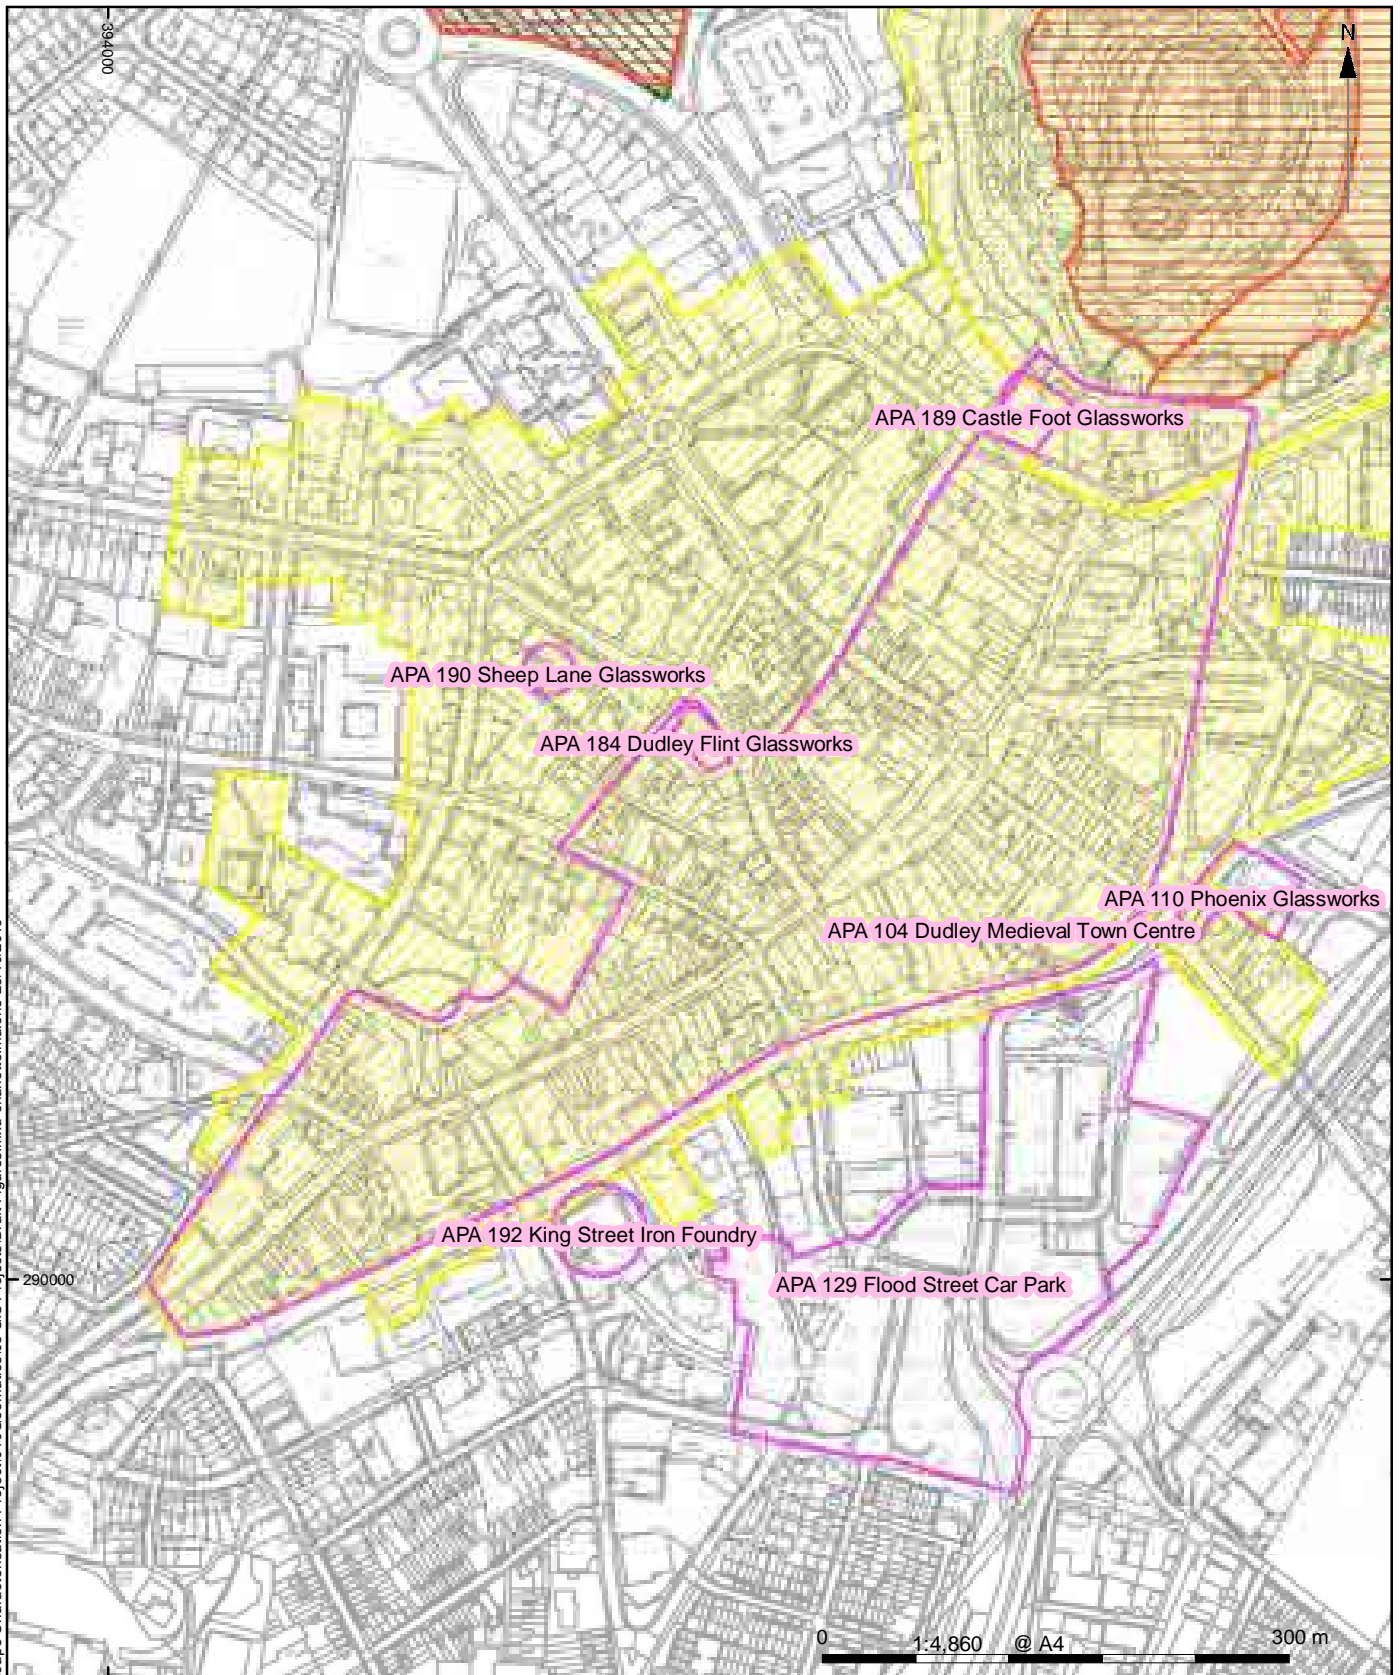 394000
N
APA 189 Castle Foot Glassworks
APA 190 Sheep Lane Glassworks
APA 184 Dudley Flint Glassworks
APA 110 Phoenix Glassworks
APA 104 Dudley Medieval Town Centre
APA 192 King Street Iron Foundry
290000
APA 129 Flood Street Car Park
0
1:4,860 @ A4
300 m